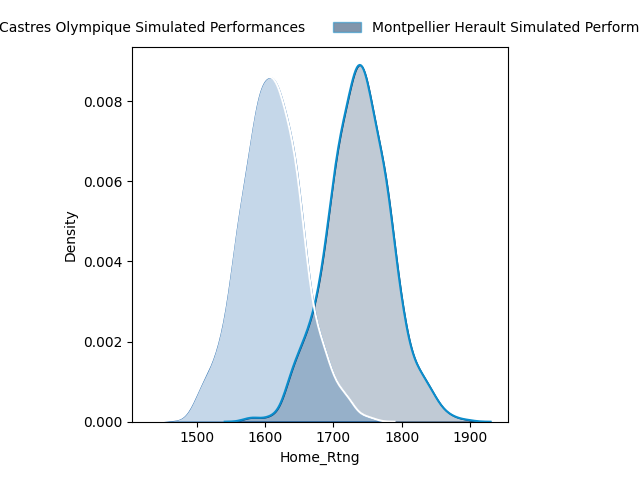 Castres Olympique Simulated Performances
Montpellier Herault Simulated Perform
Density
0.008
0.006
0.004
0.002
0.000
1500 1600 1700 1800 1900
Home_Rtng